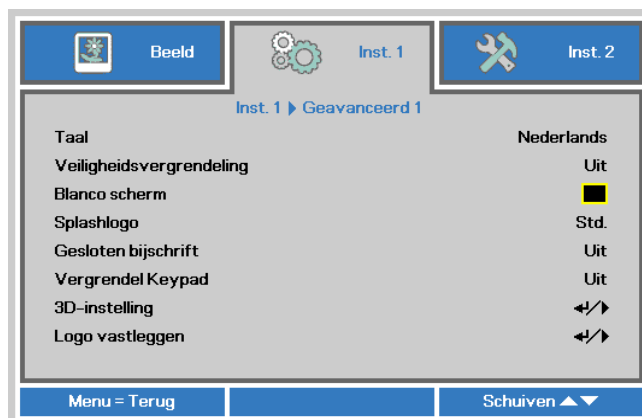 Beeld
Inst. 1
Inst. 2
Inst. 1 Geavanceerd 1
Taal Nederlands
Veiligheidsvergrendeling Uit
Blanco scherm
Splashlogo Std.
Gesloten bijschrift Uit
Vergrendel Keypad Uit
3D-instelling
Logo vastleggen
Menu = Terug
Schuiven